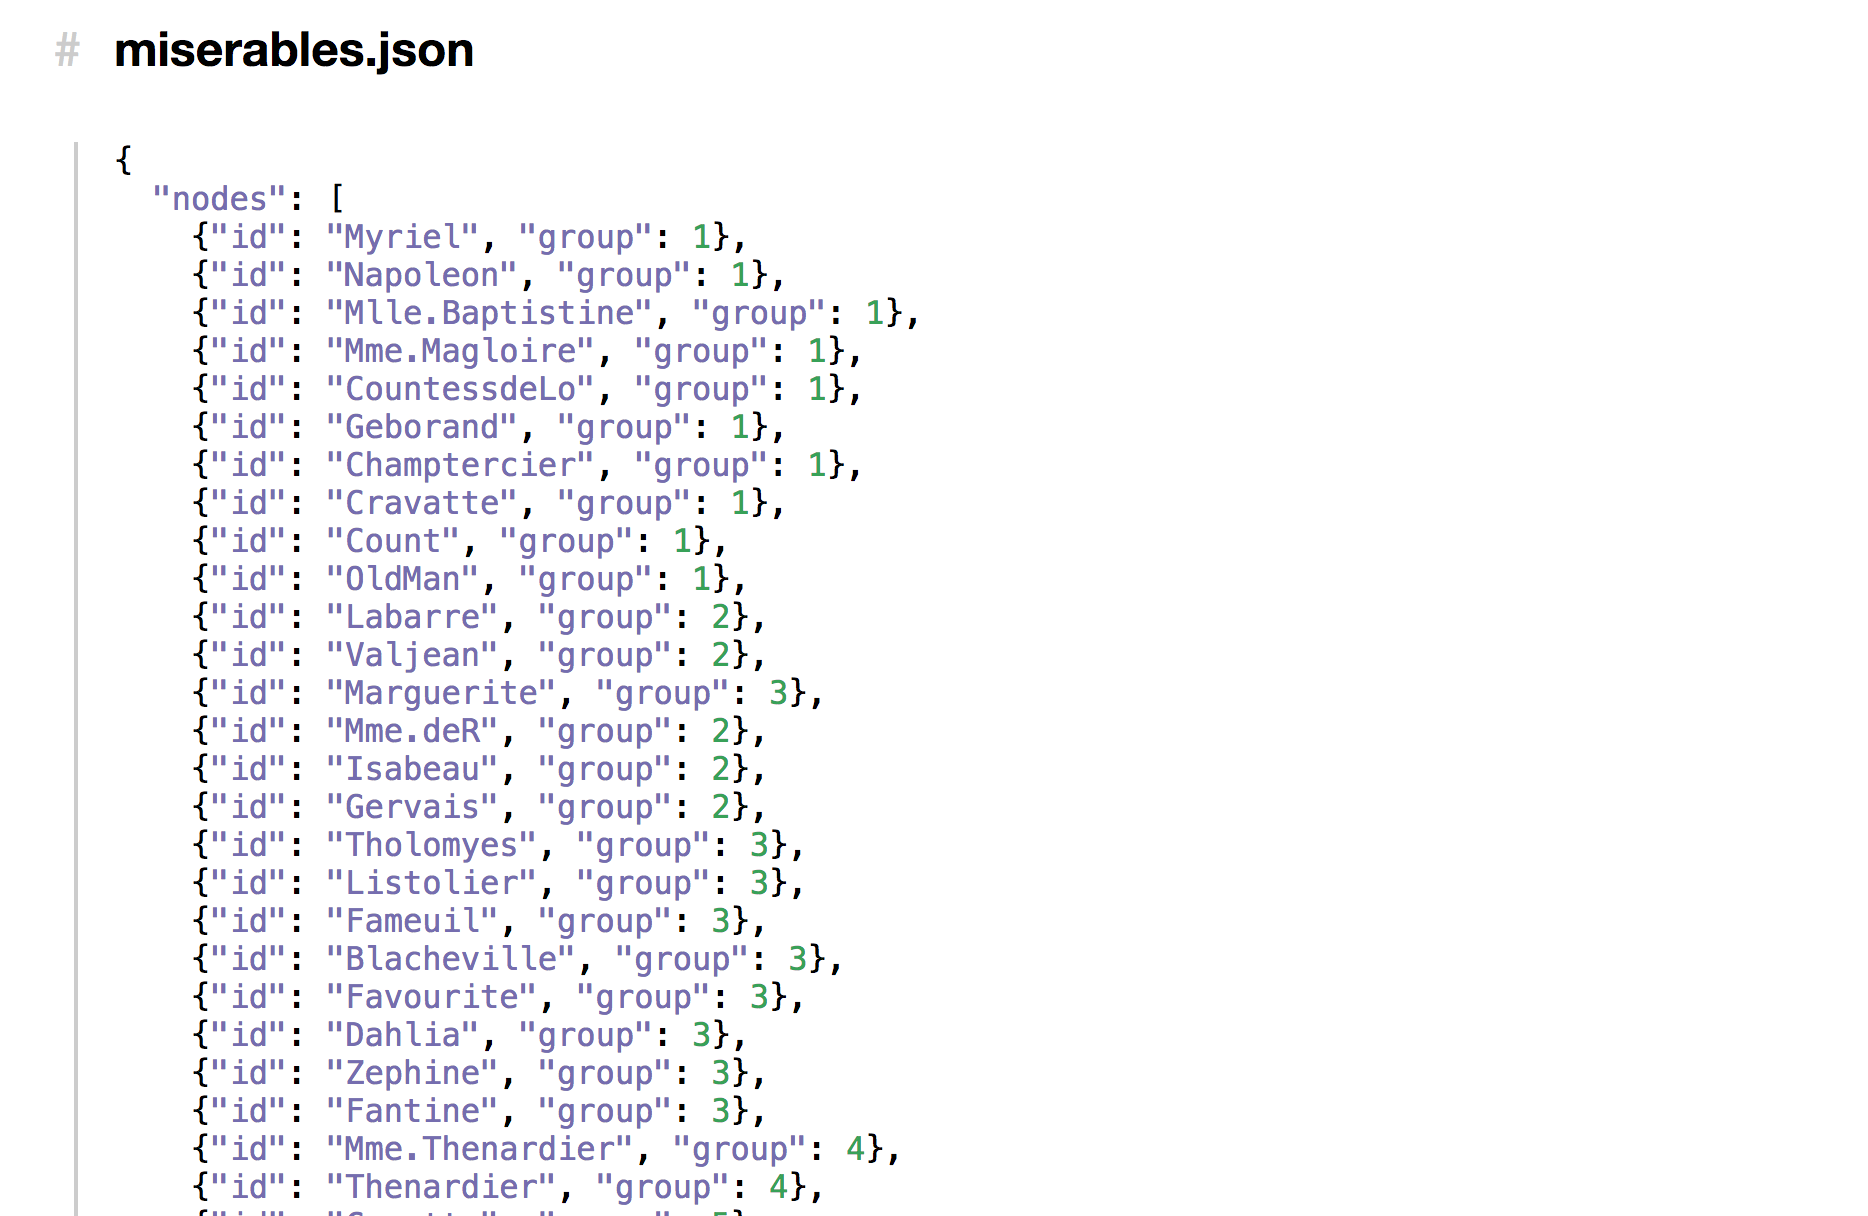 # miserables.json
{
"nodes": [
{"id": "Myriel", "group": 1},
{"id": "Napoleon", "group": 1},
{"id": "Mlle.Baptistine", "group": 1},
{"id": "Mme.Magloire", "group": 1},
{"id": "CountessdeLo", "group": 1},
{"id": "Geborand", "group": 1},
{"id": "Champtercier", "group": 1},
{"id": "Cravatte", "group": 1},
{"id": "Count", "group": 1},
{"id": "OldMan", "group": 1},
{"id": "Labarre", "group": 2},
{"id": "Valjean", "group": 2},
{"id": "Marguerite", "group": 3},
{"id": "Mme.deR", "group": 2},
{"id": "Isabeau", "group": 2},
{"id": "Gervais", "group": 2},
{"id": "Tholomyes", "group": 3},
{"id": "Listolier", "group": 3},
{"id": "Fameuil", "group": 3},
{"id": "Blacheville", "group": 3},
{"id": "Favourite", "group": 3},
{"id": "Dahlia", "group": 3},
{"id": "Zephine", "group": 3},
{"id": "Fantine", "group": 3},
{"id": "Mme.Thenardier", "group": 4},
{"id": "Thenardier", "group": 4},